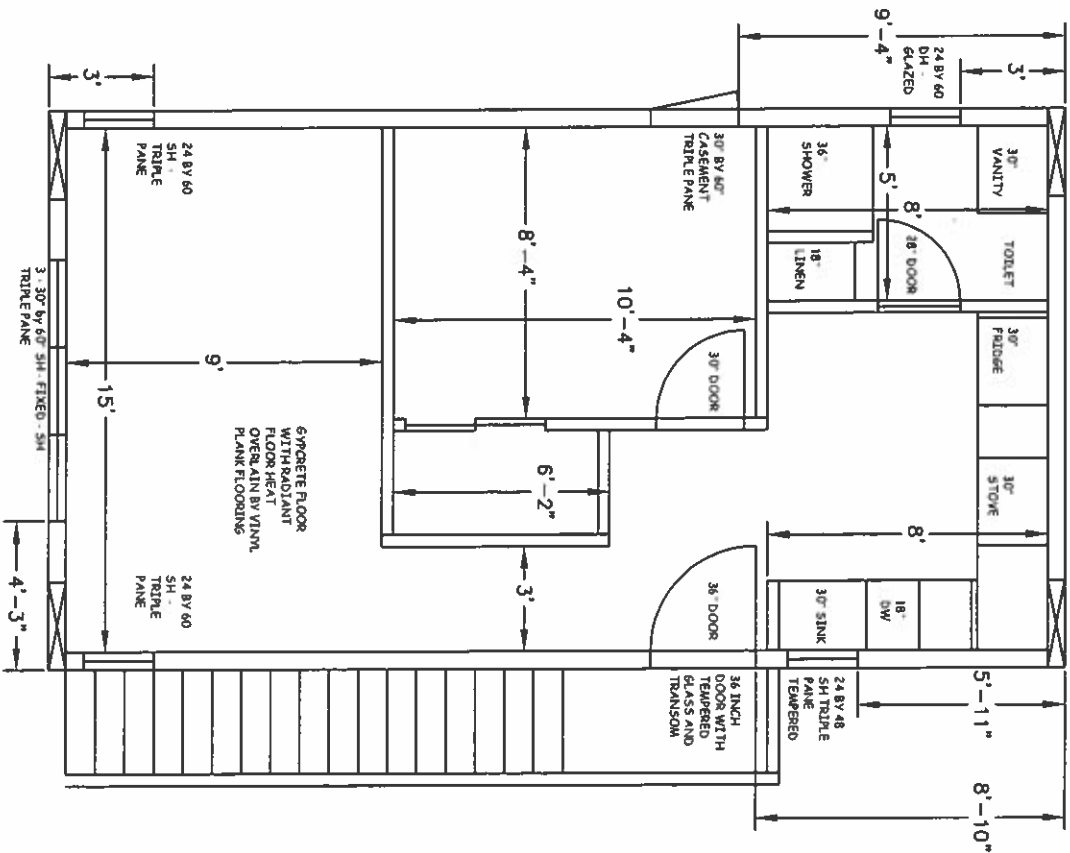 9'-4"
3'
24 BY 60
DH -
GLAZED
30"
VANITY
TOILET
36"
SHOWER
5'
8'
28" DOOR
18"
LINEN
30"
FRIDGE
30"
STOVE
8'
30" SINK
18"
DW
36" DOOR
24 BY 48
SH TRIPLE
PANE
TEMPERED
5'-11"
8'-10"
36 INCH
DOOR WITH
TEMPERED
GLASS AND
TRANSOM
30" BY 60"
CASEMENT
TRIPLE PANE
8'-4"
10'-4"
30" DOOR
6'-2"
3'
3'
24 BY 60
SH -
TRIPLE
PANE
9'
15'
GYPCRETE FLOOR
WITH RADIANT
FLOOR HEAT
OVERLAIN BY VINYL
PLANK FLOORING
24 BY 60
SH -
TRIPLE
PANE
3 - 30" by 60" SH - FIXED - SH
TRIPLE PANE
4'-3"